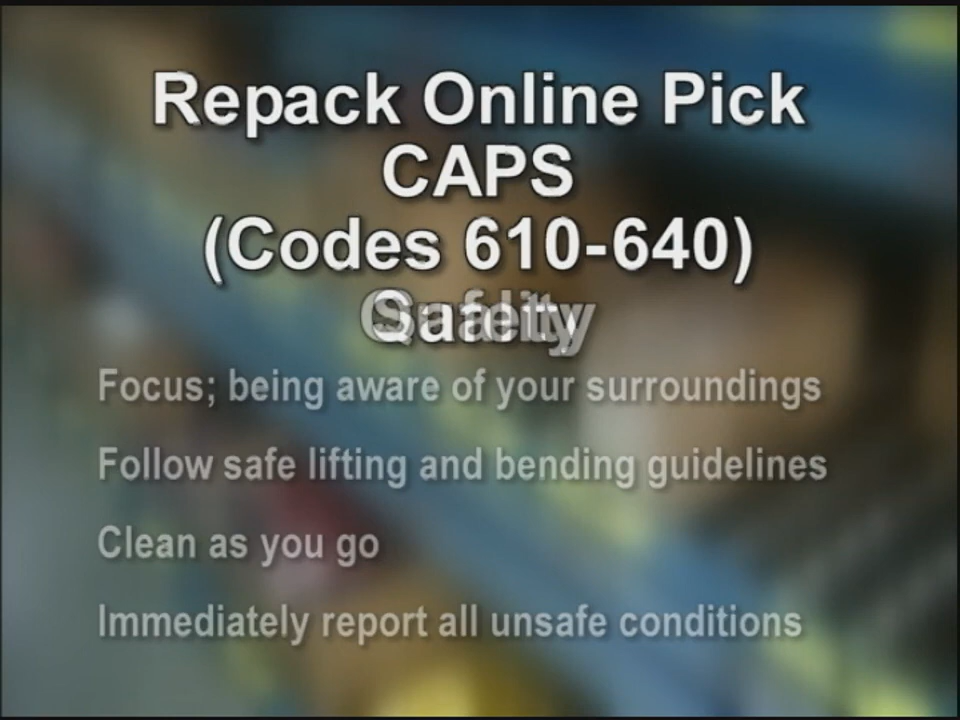 Repack Online Pick
CAPS
(Codes 610-640)
Safety
Focus; being aware of your surroundings
Follow safe lifting and bending guidelines
Clean as you go
Immediately report all unsafe conditions